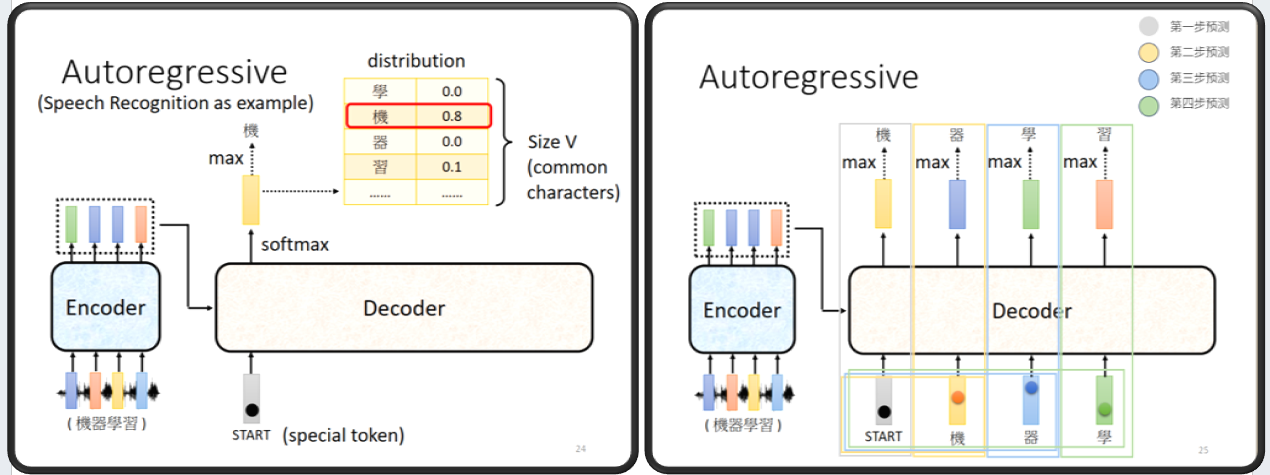 Autoregressive
(Speech Recognition as example)
distribution
學 0.0
機 0.8
器 0.0
習 0.1
...... ......
Size V
(common
characters)
機
max
softmax
Encoder
Decoder
( 機器學習 )
START
(special token)
24
Autoregressive
第一步预测
第二步预测
第三步预测
第四步预测
機 器 學 習
max max max max
Encoder
Decoder
( 機器學習 )
START 機 器 學
25